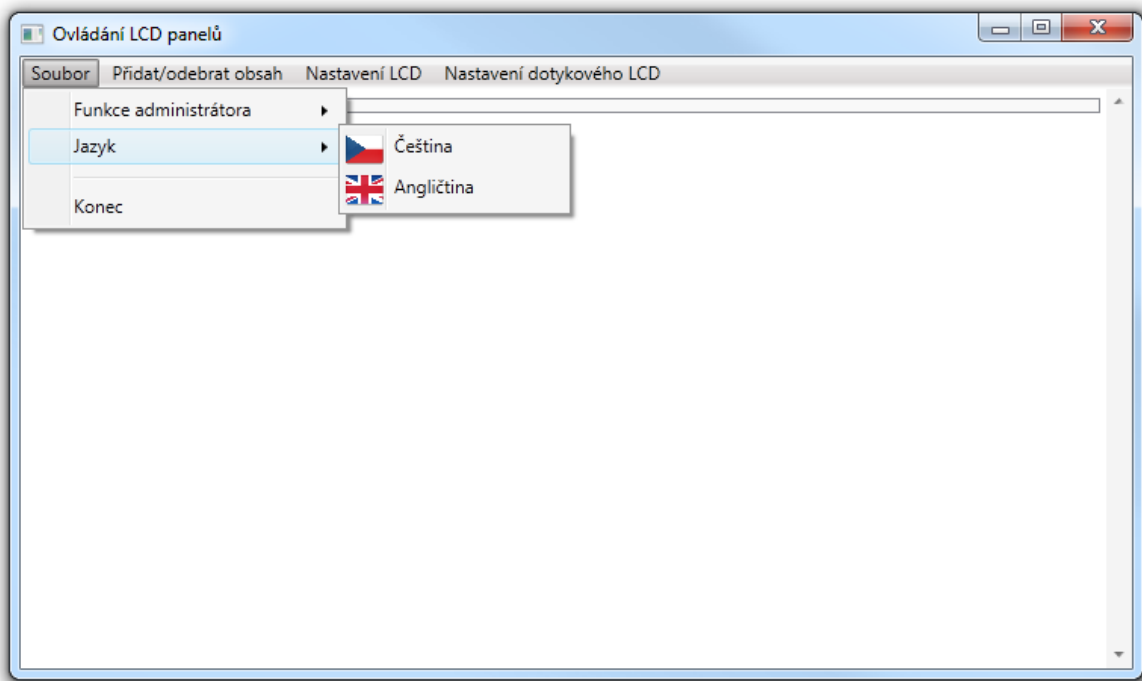 Ovládání LCD panelů
Soubor Přidat/odebrat obsah Nastavení LCD Nastavení dotykového LCD
Funkce administrátora
Jazyk
Čeština
Angličtina
Konec